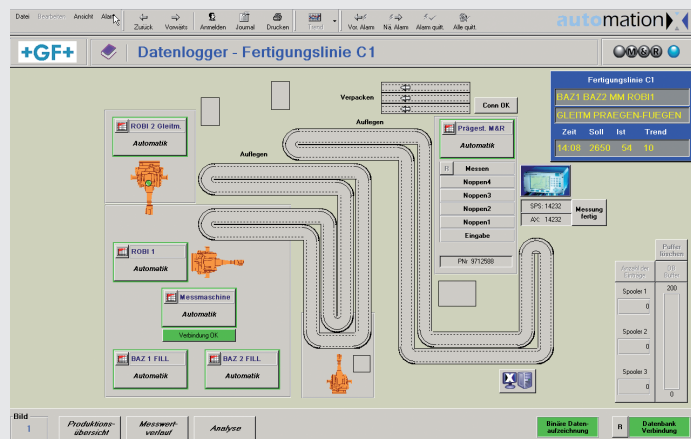 Datei Bearbeiten Ansicht Alarm
Zurück Vorwärts Anmelden Journal Drucken Trend Vor. Alarm Nä. Alarm Alarm quitt. Alle quitt.
automation
+GF+
Datenlogger - Fertigungslinie C1
M&R
Fertigungslinie C1
BAZ1 BAZ2 MM ROBI1
GLEITM PRAEGEN-FUEGEN
Zeit Soll Ist Trend
14:08 2650 54 10
Verpacken
Conn OK
Auflegen
ROBI 2 Gleitm.
Automatik
Auflegen
Prägest. M&R
Automatik
H Messen
Noppen4
Noppen3
Noppen2
Noppen1
Eingabe
PNr 9712588
SPS: 14232
AX: 14232
Messung fertig
ROBI 1
Automatik
Messmaschine
Automatik
Verbindung OK
BAZ 1 FILL
Automatik
BAZ 2 FILL
Automatik
Puffer löschen
Anzahl der Einträge
DB Buffer
Spooler 1
0
Spooler 2
0
Spooler 3
0
200
0
Bild
1
Produktions-übersicht
Messwert-verlauf
Analyse
Binäre Daten-aufzeichnung
R
Datenbank Verbindung